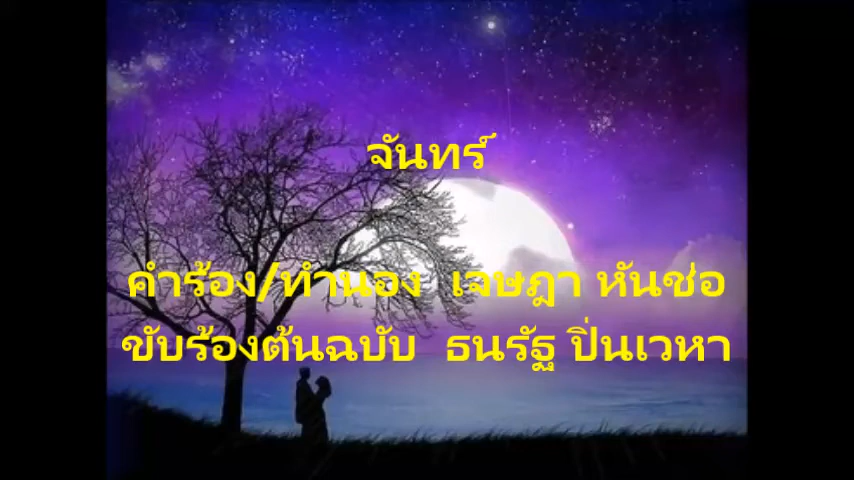 จันทร์
คำร้อง/ทำนอง เจษฎา หันช่อ
ขับร้องต้นฉบับ ธนรัฐ ปิ่นเวหา